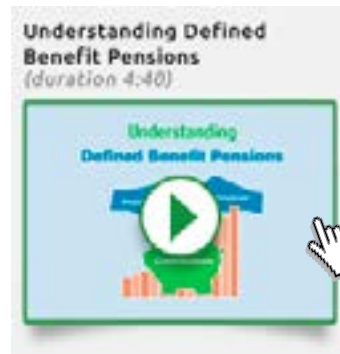 Understanding Defined
Benefit Pensions
(duration 4:40)
Understanding
Defined Benefit Pensions